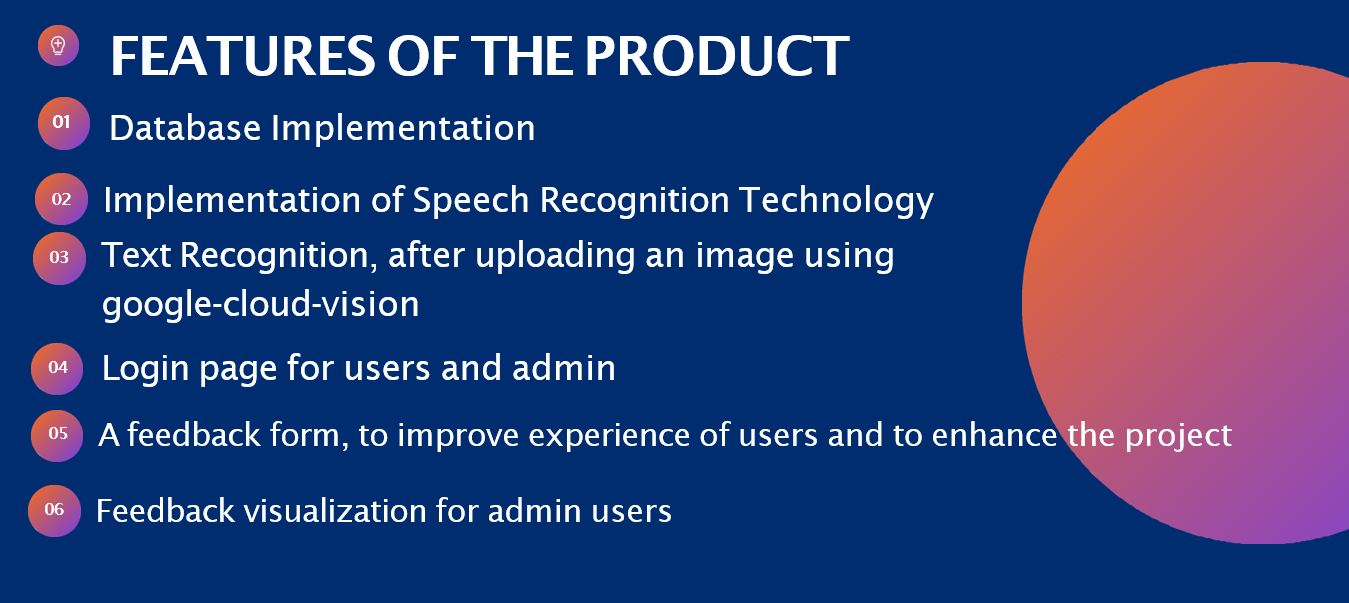 FEATURES OF THE PRODUCT
01 Database Implementation
02 Implementation of Speech Recognition Technology
03 Text Recognition, after uploading an image using
google-cloud-vision
04 Login page for users and admin
05 A feedback form, to improve experience of users and to enhance the project
06 Feedback visualization for admin users